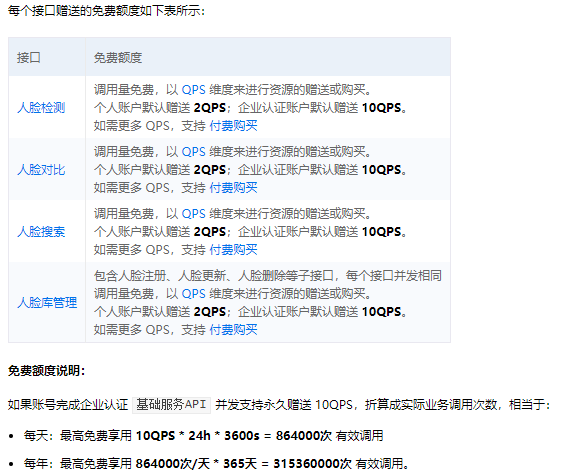 每个接口赠送的免费额度如下表所示：
接口 免费额度
人脸检测
调用量免费，以 QPS 维度来进行资源的赠送或购买。
个人账户默认赠送 2QPS；企业认证账户默认赠送 10QPS。
如需更多 QPS，支持 付费购买
人脸对比
调用量免费，以 QPS 维度来进行资源的赠送或购买。
个人账户默认赠送 2QPS；企业认证账户默认赠送 10QPS。
如需更多 QPS，支持 付费购买
人脸搜索
调用量免费，以 QPS 维度来进行资源的赠送或购买。
个人账户默认赠送 2QPS；企业认证账户默认赠送 10QPS。
如需更多 QPS，支持 付费购买
人脸库管理
包含人脸注册、人脸更新、人脸删除等子接口，每个接口并发相同
调用量免费，以 QPS 维度来进行资源的赠送或购买。
个人账户默认赠送 2QPS；企业认证账户默认赠送 10QPS。
如需更多 QPS，支持 付费购买
免费额度说明：
如果账号完成企业认证 基础服务API 并发支持永久赠送 10QPS，折算成实际业务调用次数，相当于：
• 每天：最高免费享用 10QPS * 24h * 3600s = 864000次 有效调用
• 每年：最高免费享用 864000次/天 * 365天 = 315360000次 有效调用。